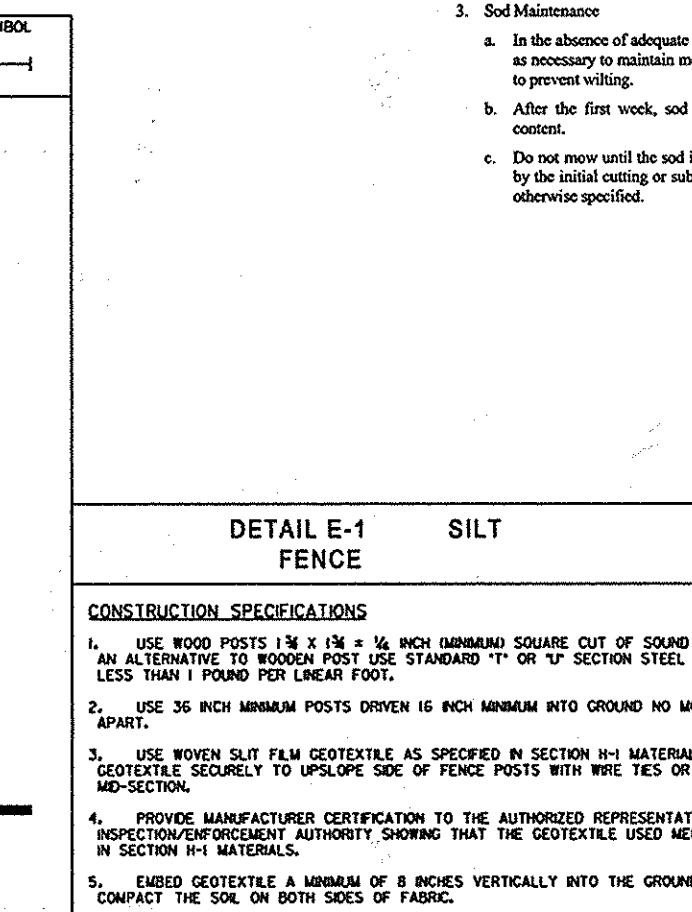 IBOL
3. Sod Maintenance
a. In the absence of adequate
as necessary to maintain
to prevent wilting.
b. After the first week, sod
content.
c. Do not mow until the sod
by the initial cutting or
otherwise specified.
DETAIL E-1 SILT
FENCE
CONSTRUCTION SPECIFICATIONS
1. USE WOOD POSTS 1¾ X 1¾ ± 1/16 INCH (MINIMUM) SQUARE CUT OF SOUND
AN ALTERNATIVE TO WOODEN POST USE STANDARD "T" OR "U" SECTION STEEL
LESS THAN 1 POUND PER LINEAR FOOT.
2. USE 36 INCH MINIMUM POSTS DRIVEN 16 INCH MINIMUM INTO GROUND NO
APART.
3. USE WOVEN SLIT FILM GEOTEXTILE AS SPECIFIED IN SECTION H-1 MATERIAL
GEOTEXTILE SECURELY TO UPSLOPE SIDE OF FENCE POSTS WITH WIRE TIES OR
MID-SECTION.
4. PROVIDE MANUFACTURER CERTIFICATION TO THE AUTHORIZED REPRESENTAT
INSPECTION/ENFORCEMENT AUTHORITY SHOWING THAT THE GEOTEXTILE USED
IN SECTION H-1 MATERIALS.
5. EMBED GEOTEXTILE A MINIMUM OF 8 INCHES VERTICALLY INTO THE GROUN
COMPACT THE SOIL ON BOTH SIDES OF FABRIC.